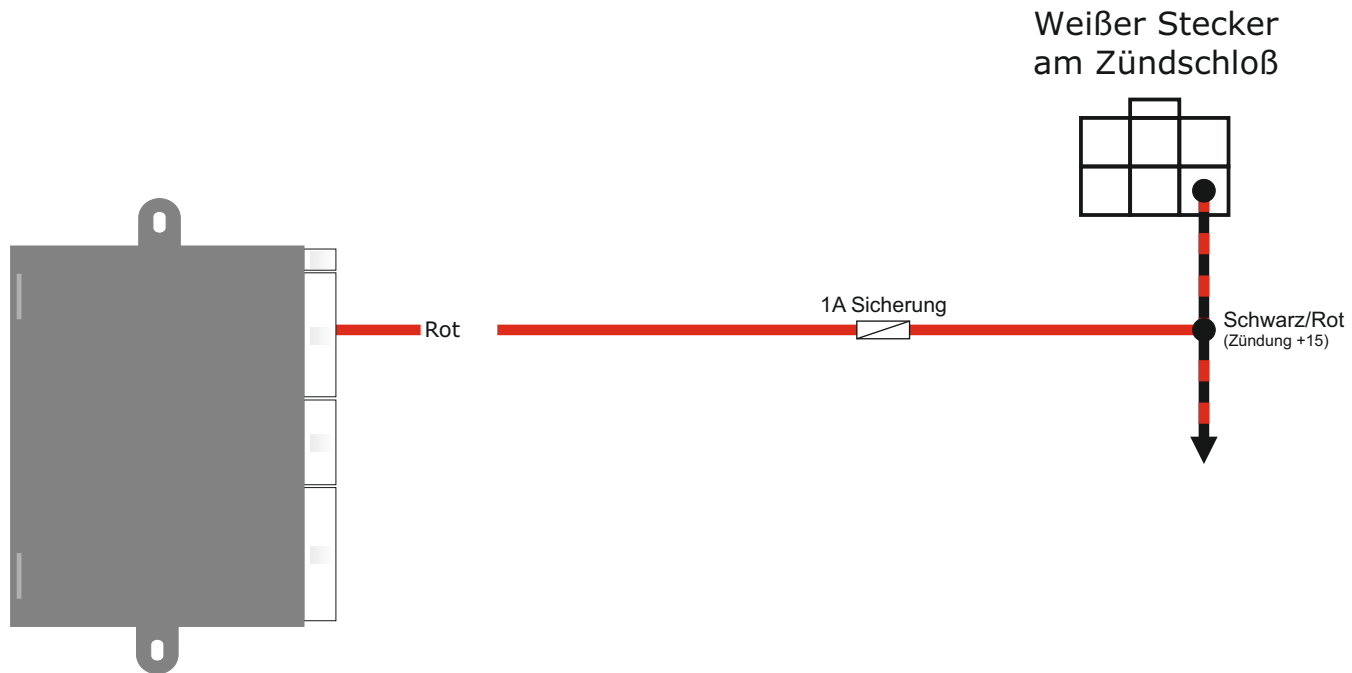 Weißer Stecker
am Zündschloß
1A Sicherung
Rot
Schwarz/Rot
(Zündung +15)